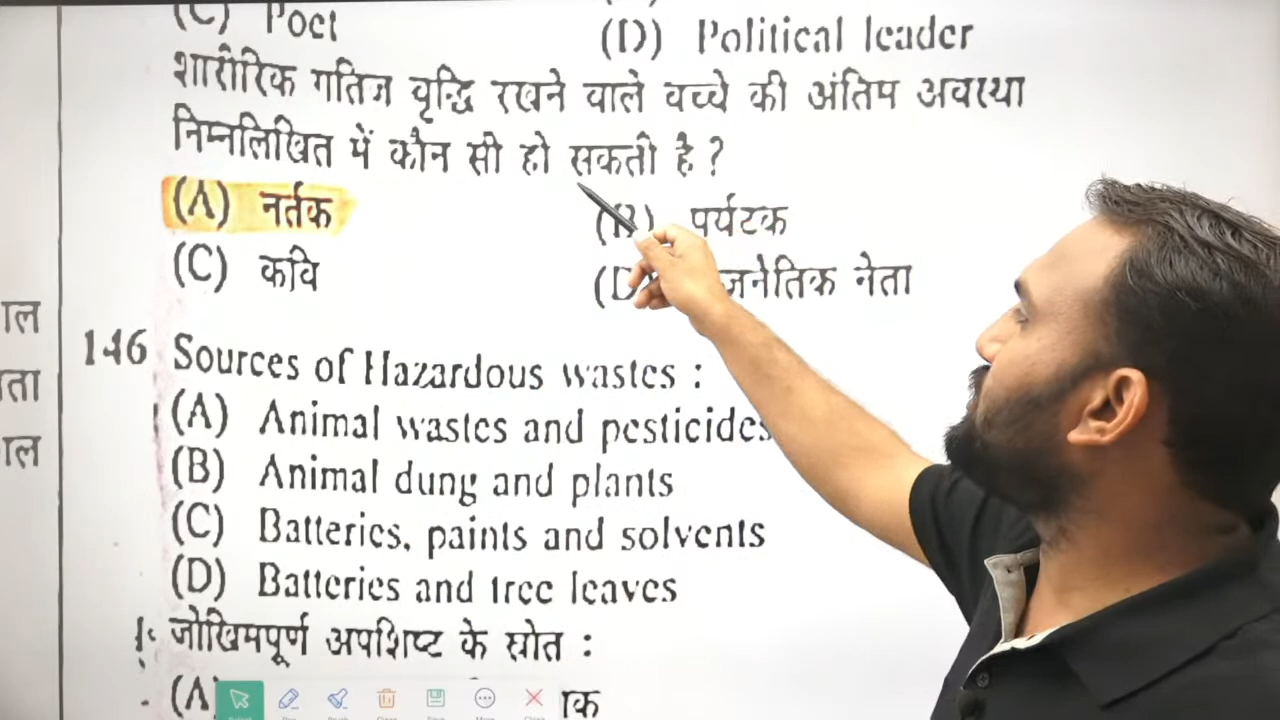 (C) Poet (D) Political leader
शारीरिक गतिज वृद्धि रखने वाले बच्चे की अंतिम अवस्था
निम्नलिखित में कौन सी हो सकती है ?
(A) नर्तक (B) पर्यटक
(C) कवि (D) जनैतिक नेता
146 Sources of Hazardous wastes :
(A) Animal wastes and pesticides
(B) Animal dung and plants
(C) Batteries, paints and solvents
(D) Batteries and tree leaves
जोखिमपूर्ण अपशिष्ट के स्रोत :
(A)